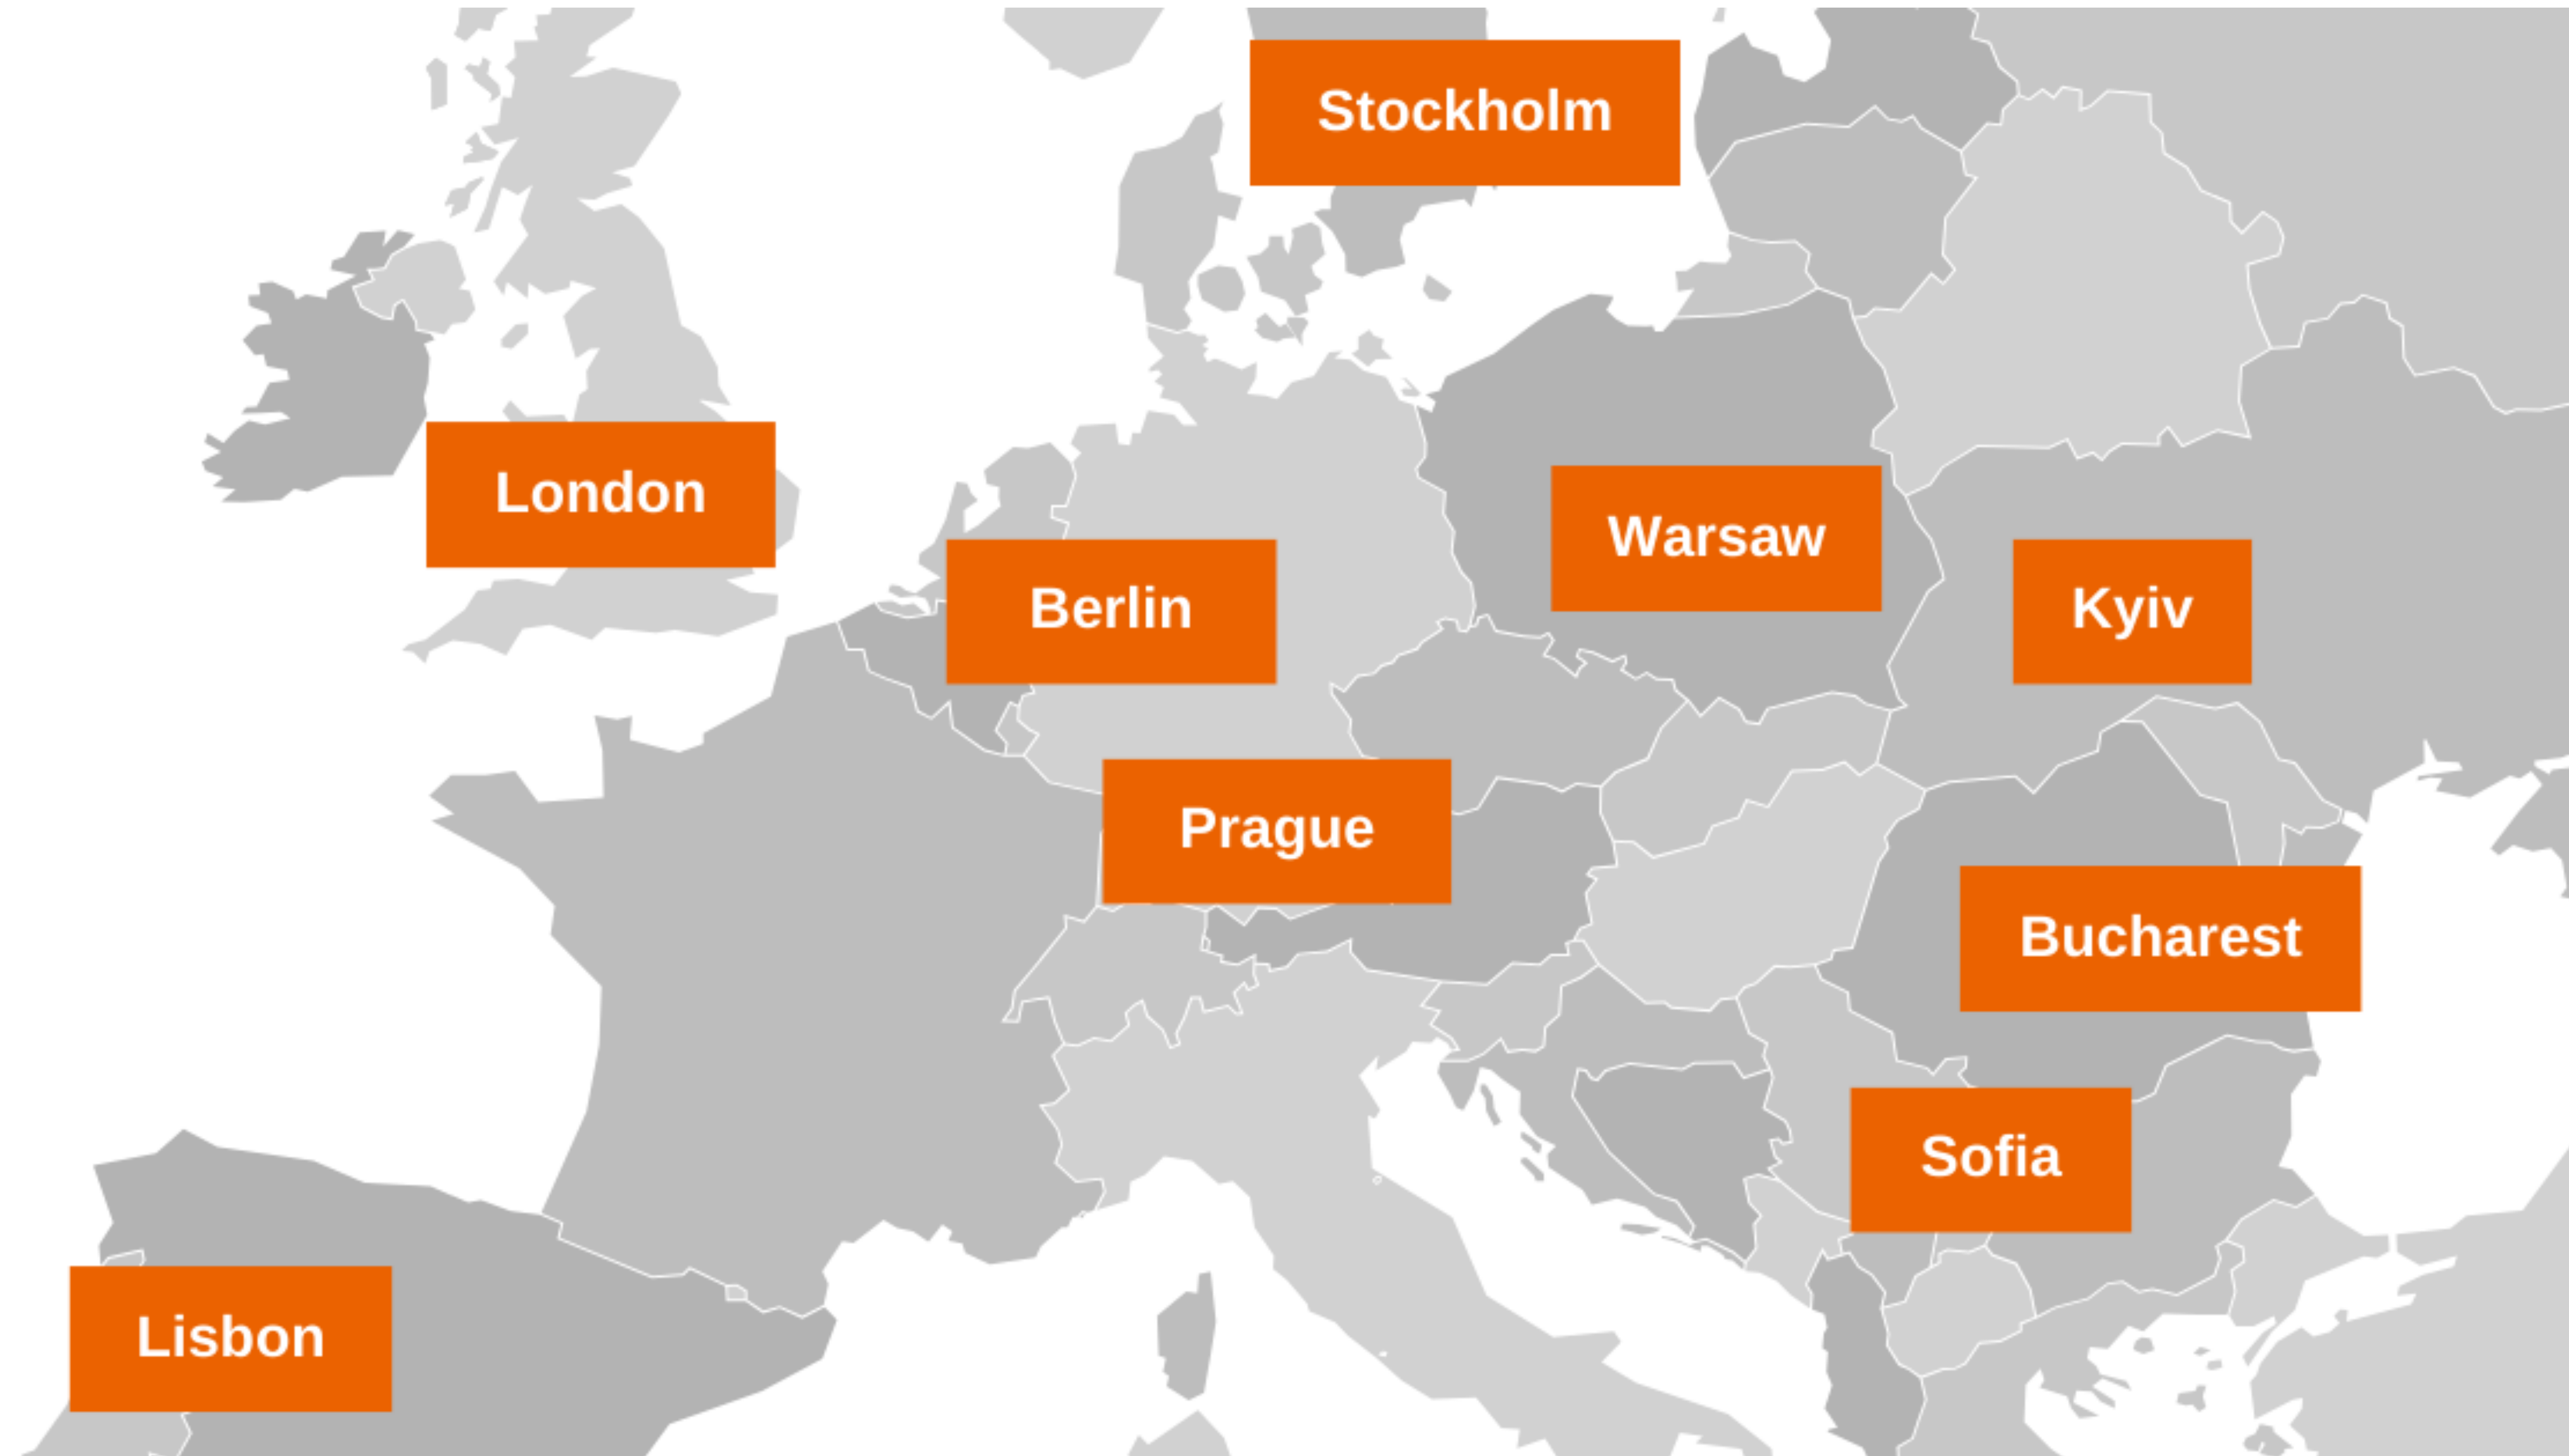 Stockholm
London
Warsaw
Berlin
Kyiv
Prague
Bucharest
Sofia
Lisbon